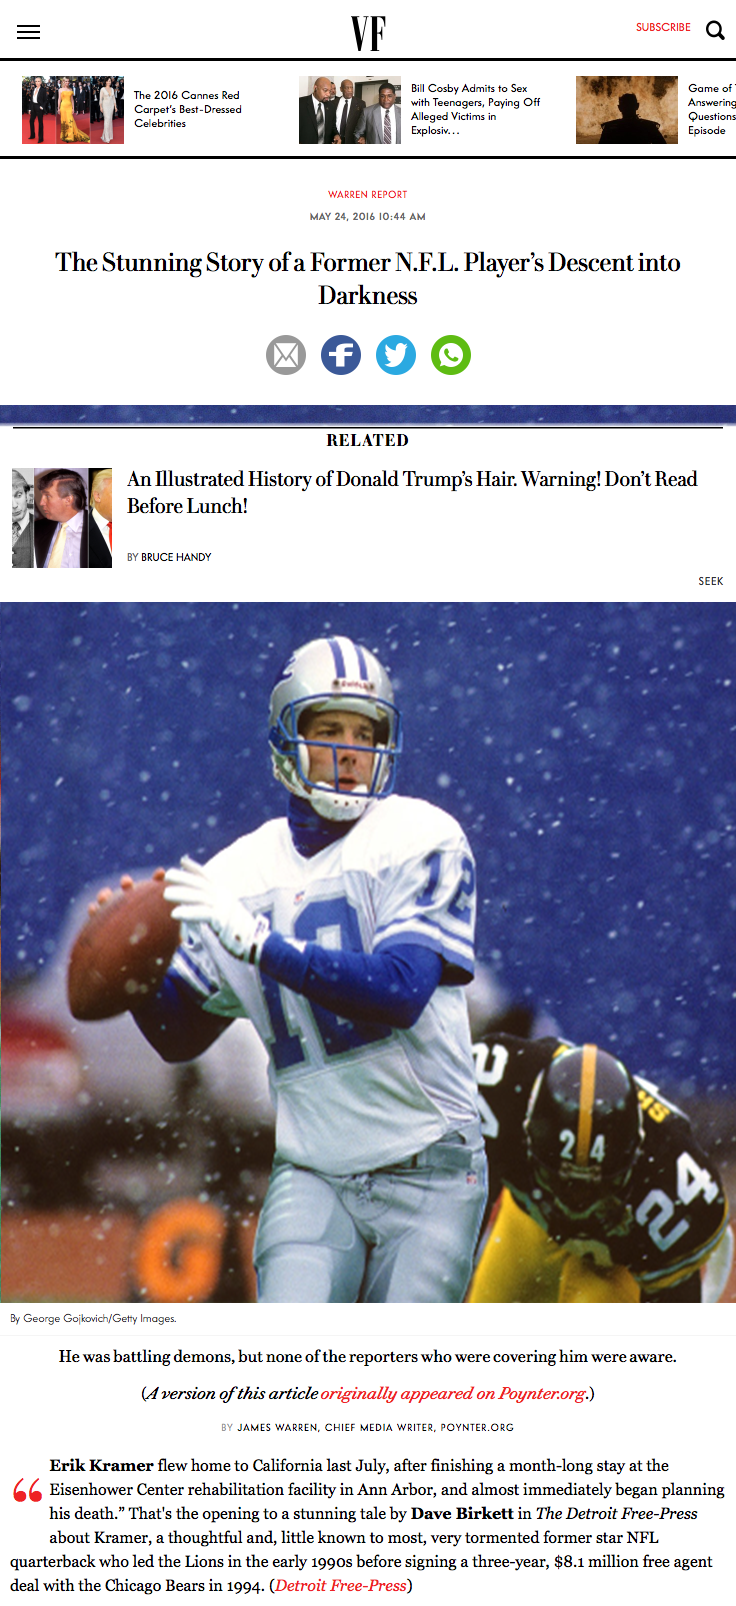 VF
SUBSCRIBE
The 2016 Cannes Red
Carpet's Best-Dressed
Celebrities
Bill Cosby Admits to Sex
with Teenagers, Paying Off
Alleged Victims in
Explosiv…
Game of
Answering
Questions
Episode
WARREN REPORT
MAY 24, 2016 10:44 AM
The Stunning Story of a Former N.F.L. Player's Descent into
Darkness
RELATED
An Illustrated History of Donald Trump's Hair. Warning! Don't Read
Before Lunch!
BY BRUCE HANDY
SEEK
12
12
24
24
G
By George Gojkovich/Getty Images.
He was battling demons, but none of the reporters who were covering him were aware.
(A version of this article originally appeared on Poynter.org.)
BY JAMES WARREN, CHIEF MEDIA WRITER, POYNTER.ORG
“Erik Kramer flew home to California last July, after finishing a month-long stay at the
Eisenhower Center rehabilitation facility in Ann Arbor, and almost immediately began planning
his death.” That's the opening to a stunning tale by Dave Birkett in The Detroit Free-Press
about Kramer, a thoughtful and, little known to most, very tormented former star NFL
quarterback who led the Lions in the early 1990s before signing a three-year, $8.1 million free agent
deal with the Chicago Bears in 1994. (Detroit Free-Press)